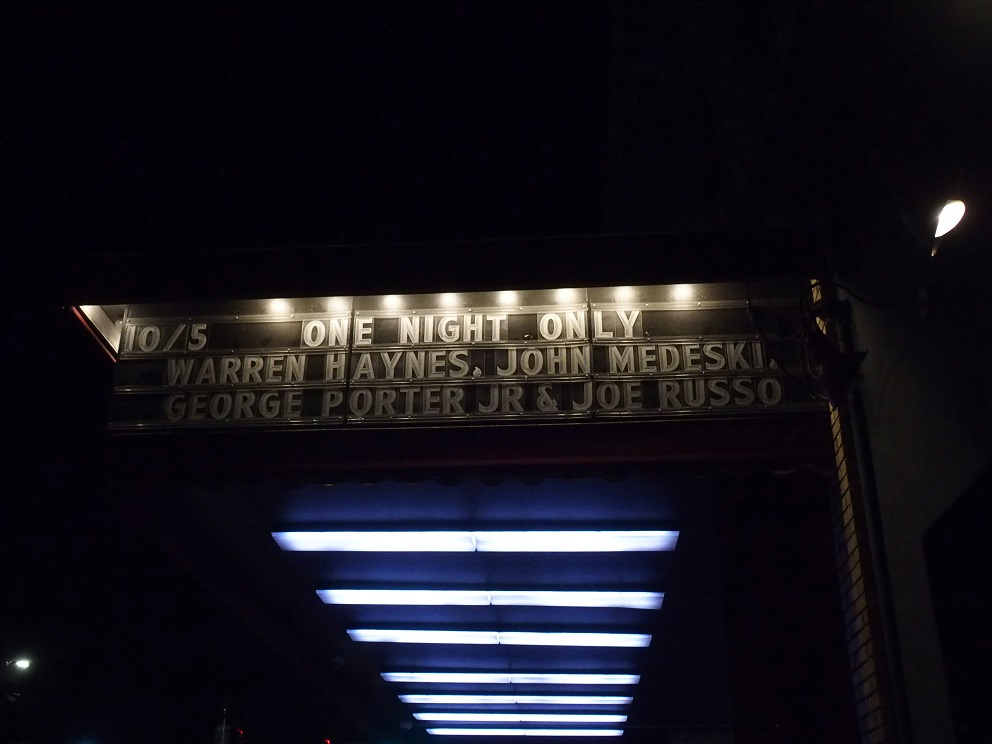 10/5 ONE NIGHT ONLY
WARREN HAYNES, JOHN MEDESKI,
GEORGE PORTER JR & JOE RUSSO